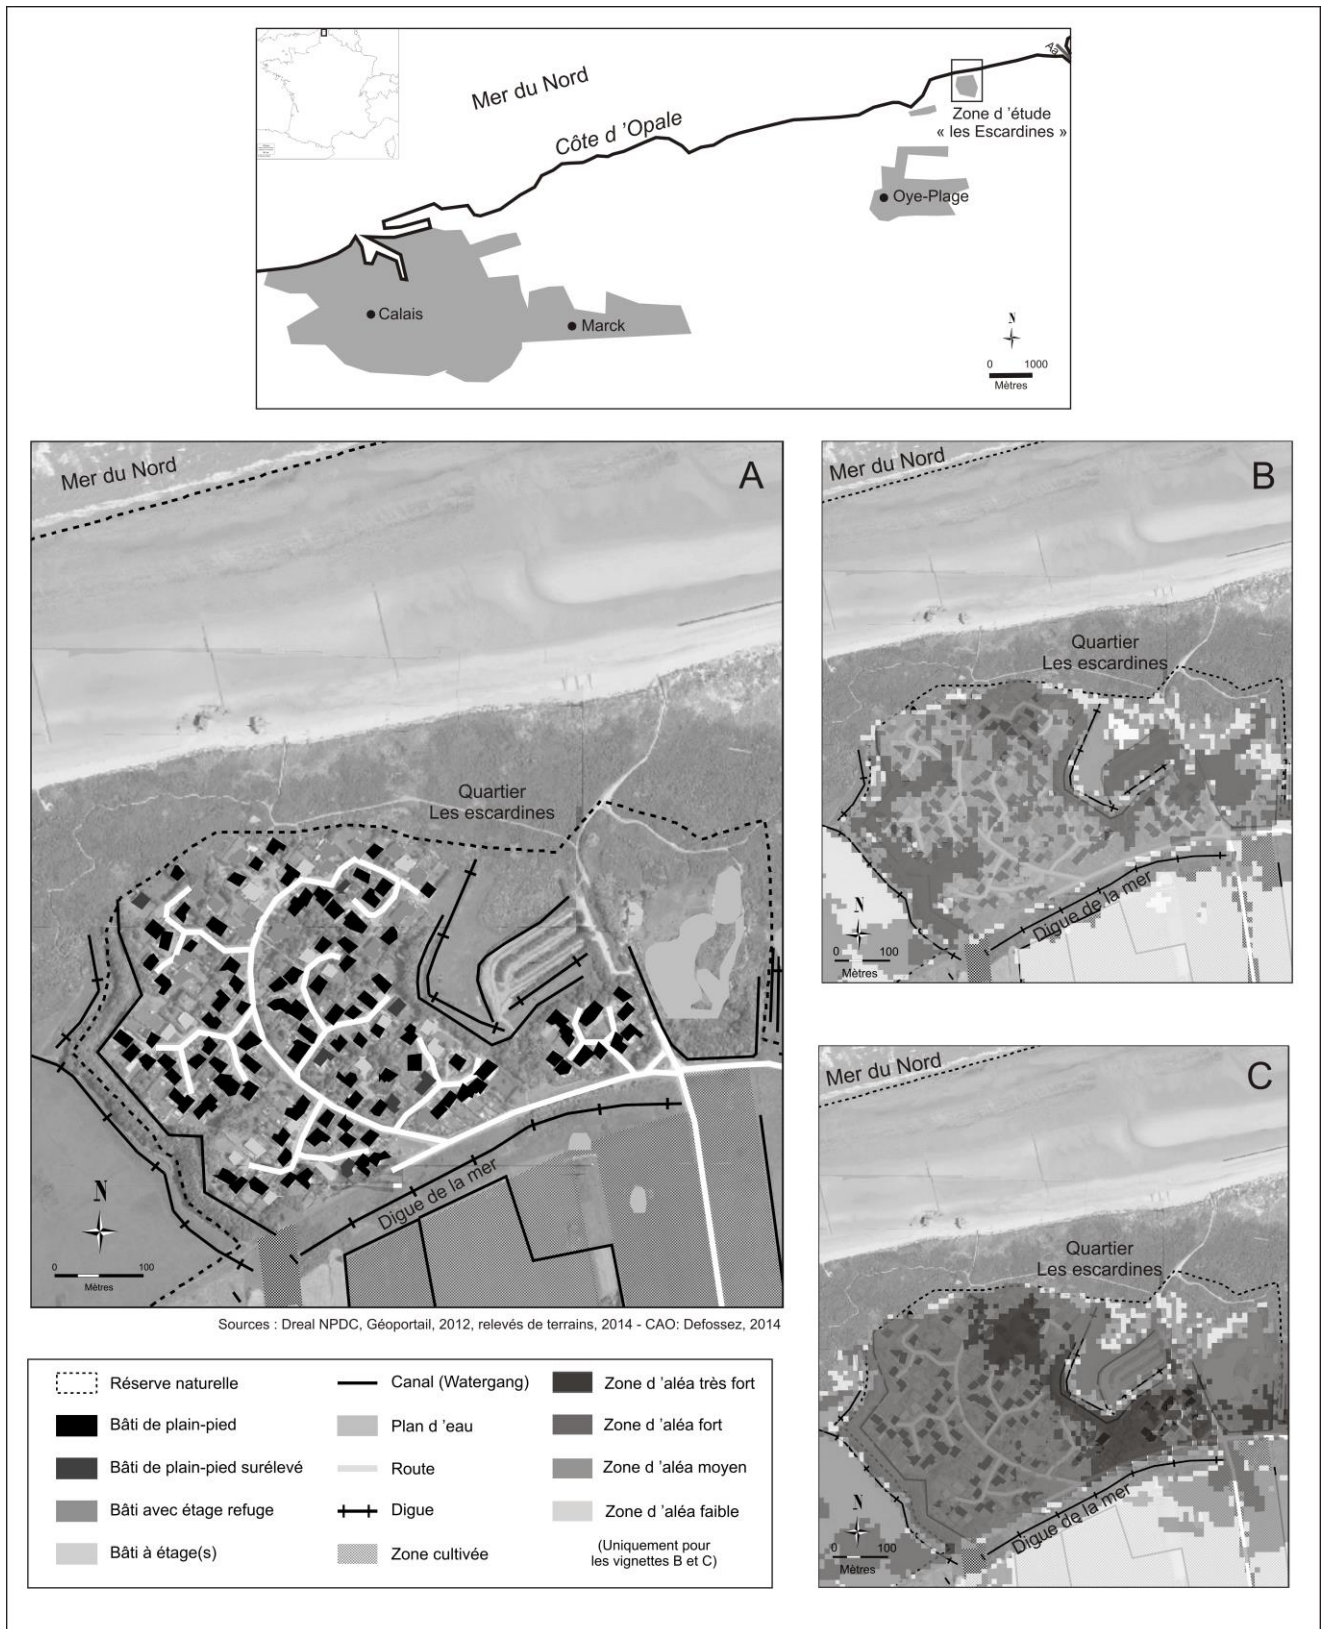 Mer du Nord
Côte d 'Opale
Aa
Zone d 'étude
« les Escardines »
Oye-Plage
Calais
Marck
N
0 1000
Mètres
A
Mer du Nord
Quartier
Les escardines
Digue de la mer
N
0 100
Mètres
B
Mer du Nord
Quartier
Les escardines
Digue de la mer
N
0 100
Mètres
C
Mer du Nord
Quartier
Les escardines
Digue de la mer
N
0 100
Mètres
Sources : Dreal NPDC, Géoportail, 2012, relevés de terrains, 2014 - CAO: Defossez, 2014
Réserve naturelle
Bâti de plain-pied
Bâti de plain-pied surélevé
Bâti avec étage refuge
Bâti à étage(s)
Canal (Watergang)
Plan d 'eau
Route
Digue
Zone cultivée
Zone d 'aléa très fort
Zone d 'aléa fort
Zone d 'aléa moyen
Zone d 'aléa faible
(Uniquement pour
les vignettes B et C)